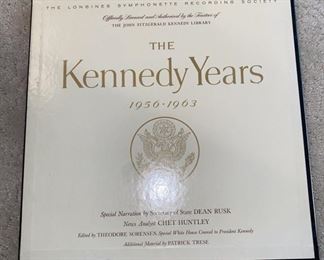 THE LONGINES SYMPHONETTE RECORDING SOCIETY
Officially Licensed and Authorized by the Trustees of
THE JOHN FITZGERALD KENNEDY LIBRARY
THE
Kennedy Years
1956 · 1963
Special Narration by Secretary of State DEAN RUSK
News Analyst CHET HUNTLEY
Edited by THEODORE SORENSEN, Special White House Counsel to President Kennedy
Additional Material by PATRICK TRESE